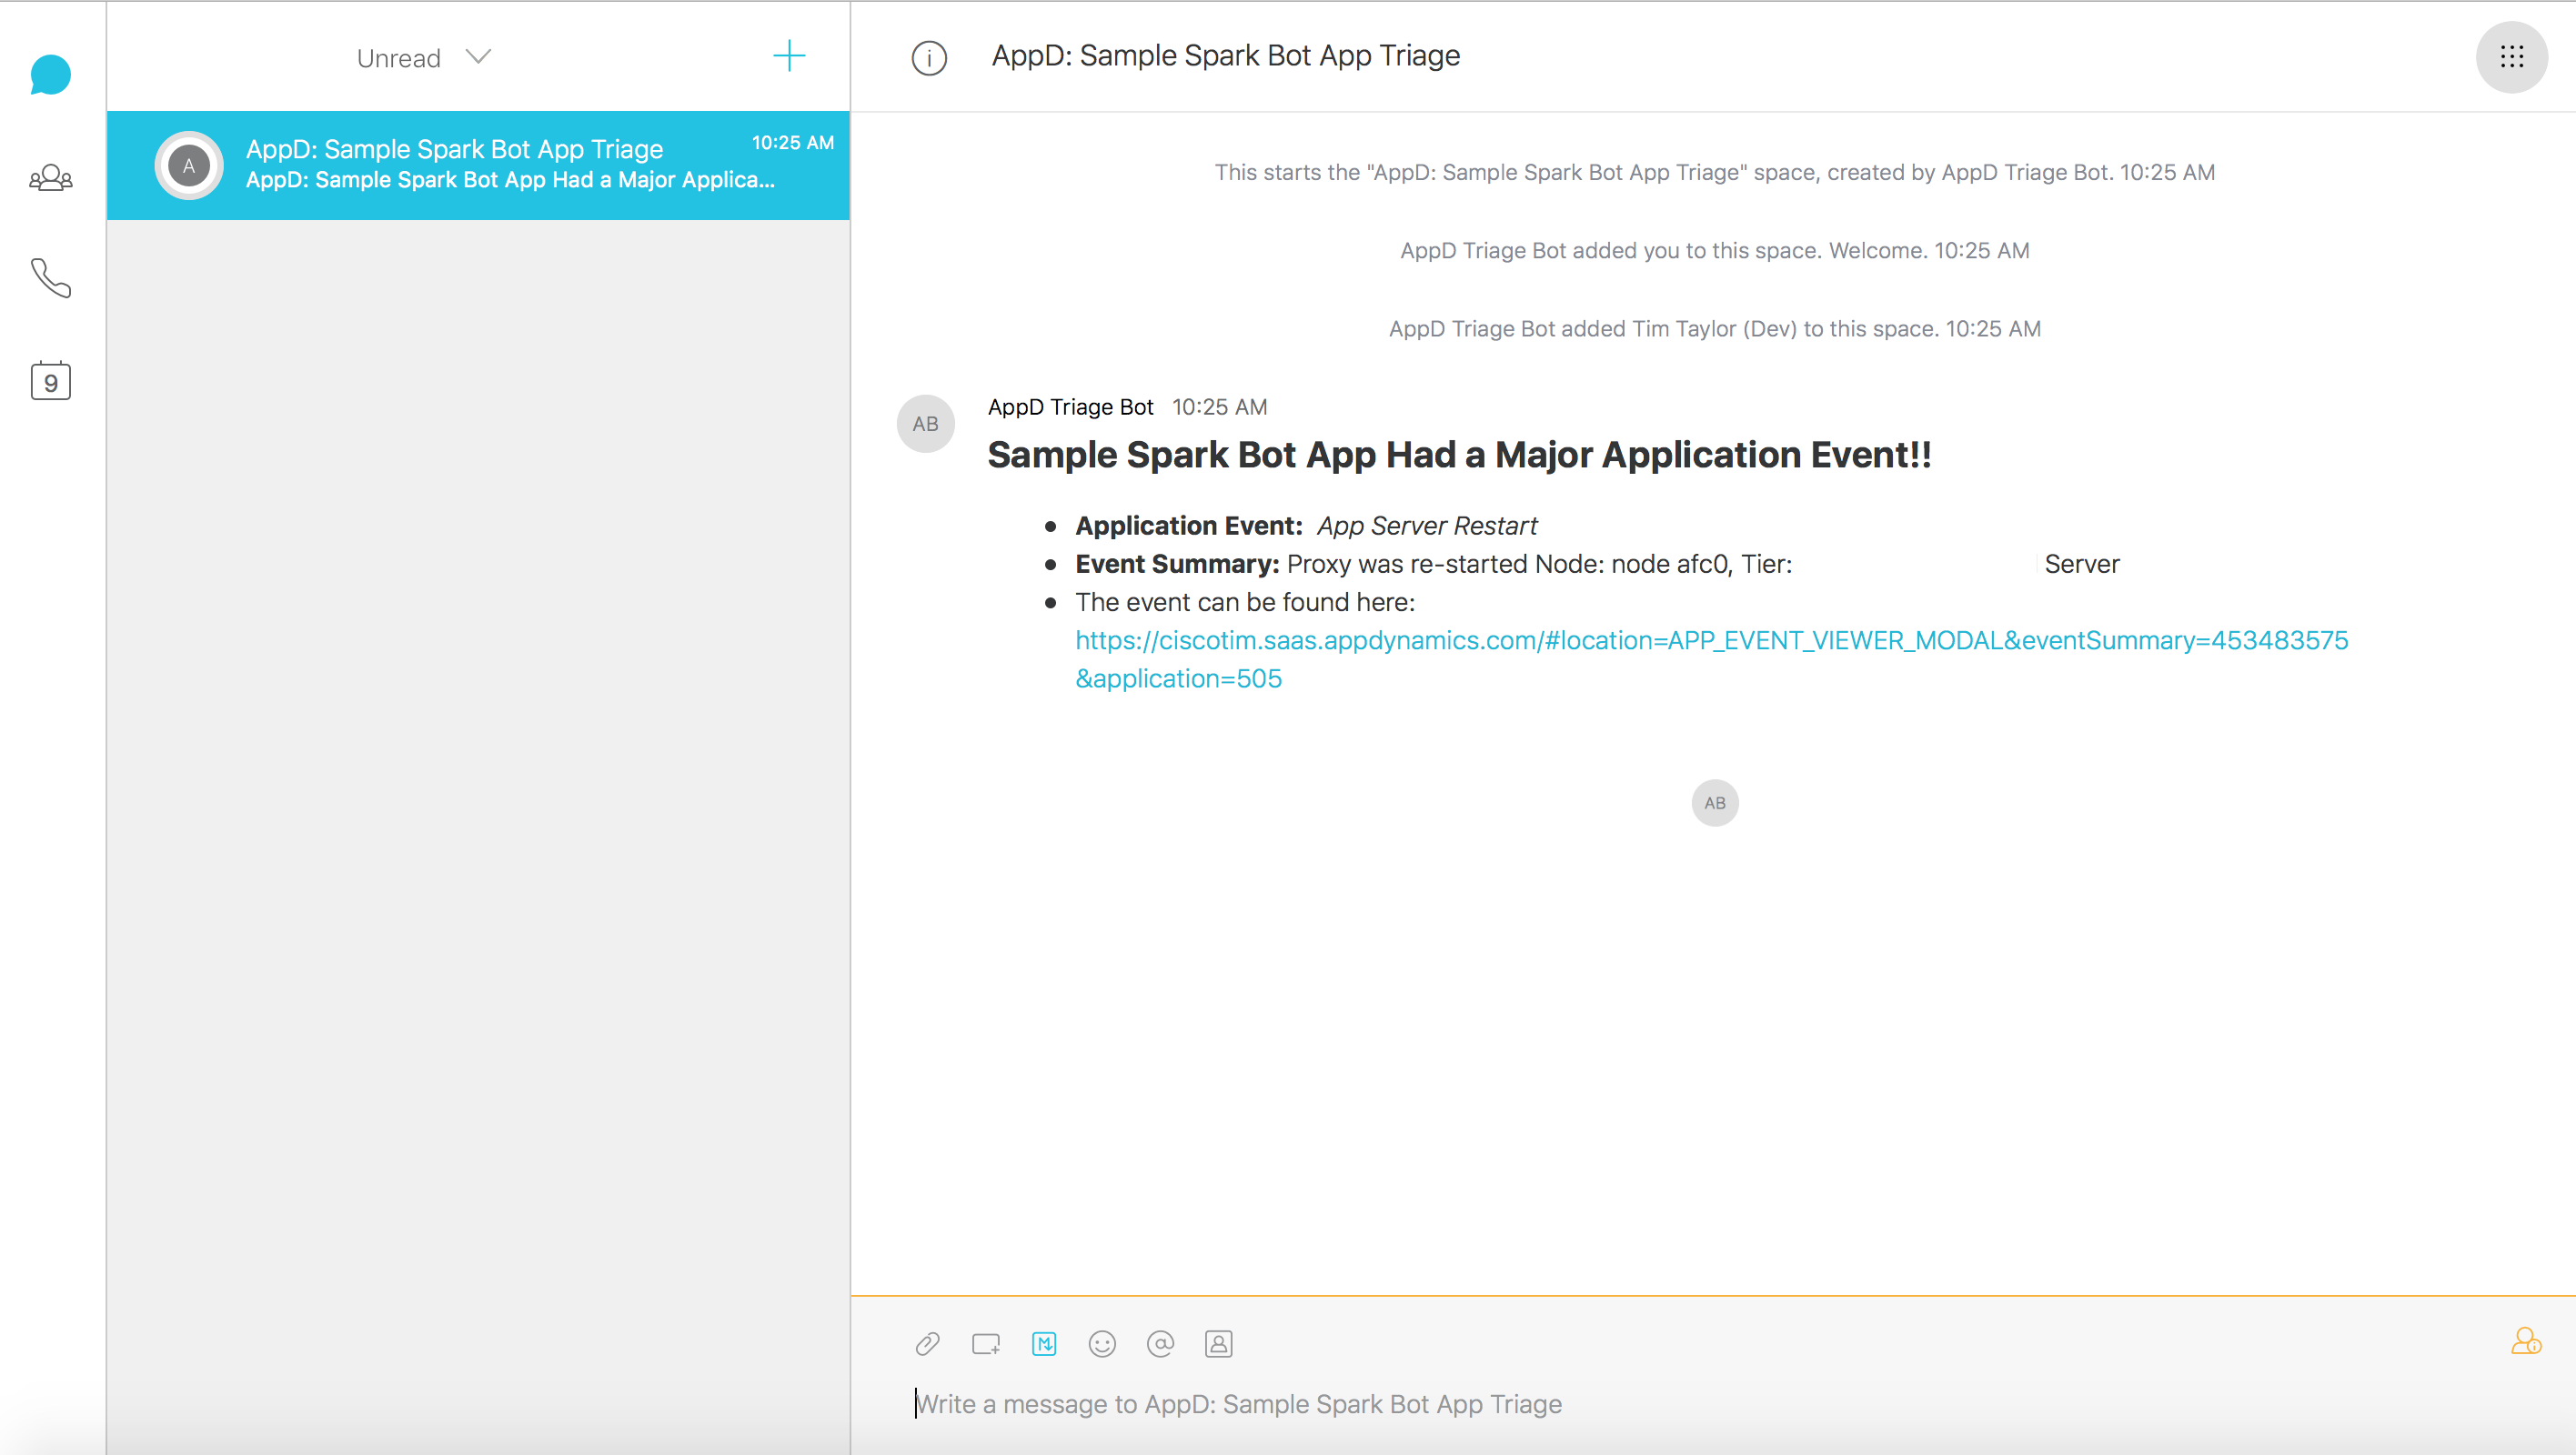 Unread
AppD: Sample Spark Bot App Triage
10:25 AM
A
AppD: Sample Spark Bot App Had a Major Applica...
9
AppD: Sample Spark Bot App Triage
This starts the "AppD: Sample Spark Bot App Triage" space, created by AppD Triage Bot. 10:25 AM
AppD Triage Bot added you to this space. Welcome. 10:25 AM
AppD Triage Bot added Tim Taylor (Dev) to this space. 10:25 AM
AB
AppD Triage Bot 10:25 AM
Sample Spark Bot App Had a Major Application Event!!
Application Event: App Server Restart
Event Summary: Proxy was re-started Node: node afc0, Tier: Server
The event can be found here:
https://ciscotim.saas.appdynamics.com/#location=APP_EVENT_VIEWER_MODAL&eventSummary=453483575
&application=505
AB
Write a message to AppD: Sample Spark Bot App Triage